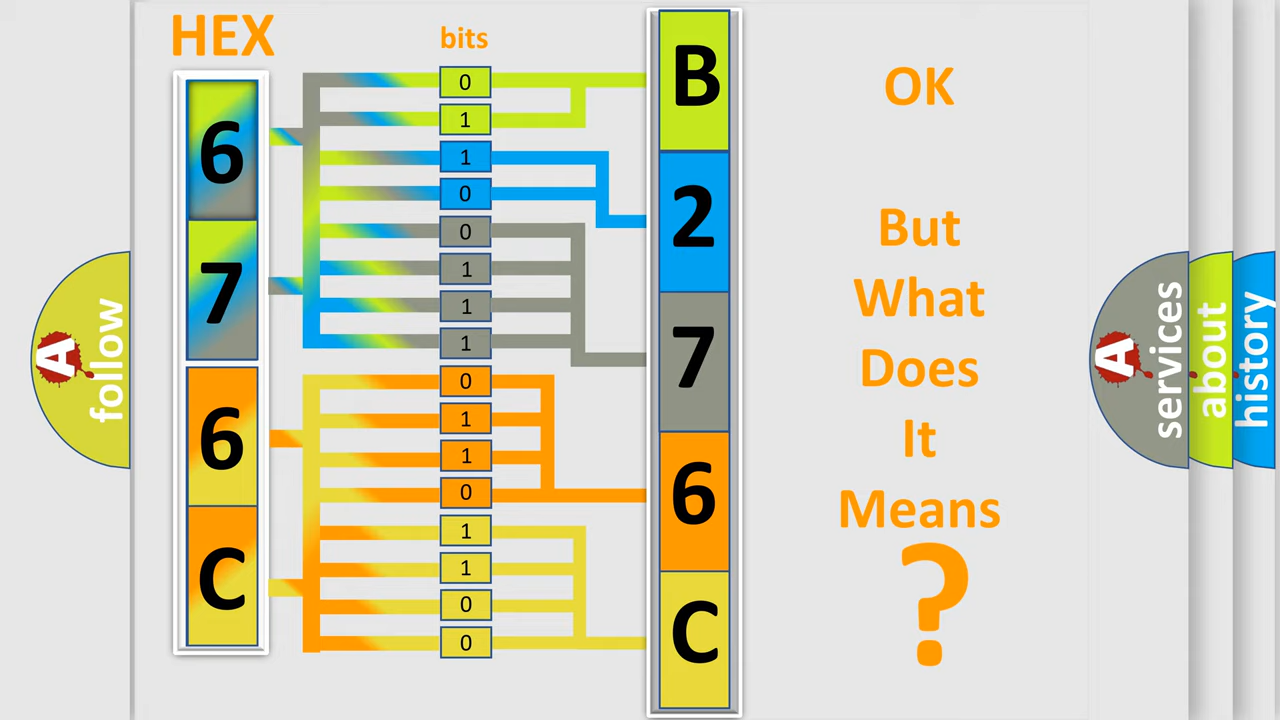 HEX
bits
6
7
6
C
0
1
1
0
0
1
1
1
0
1
1
0
1
1
0
0
B
2
7
6
C
OK
But
What
Does
It
Means
?
A
follow
A
services
about
history